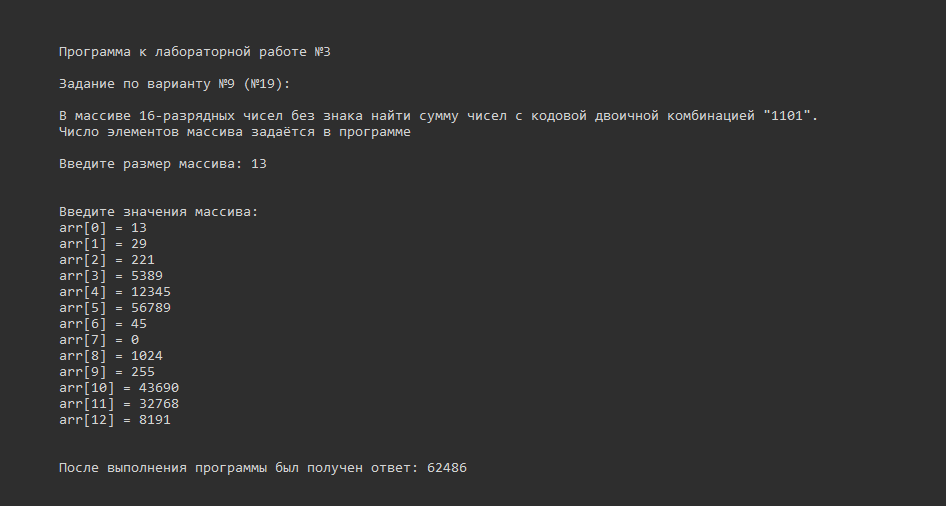 Программа к лабораторной работе №3
Задание по варианту №9 (№19):
В массиве 16-разрядных чисел без знака найти сумму чисел с кодовой двоичной комбинацией "1101".
Число элементов массива задаётся в программе
Введите размер массива: 13
Введите значения массива:
arr[0] = 13
arr[1] = 29
arr[2] = 221
arr[3] = 5389
arr[4] = 12345
arr[5] = 56789
arr[6] = 45
arr[7] = 0
arr[8] = 1024
arr[9] = 255
arr[10] = 43690
arr[11] = 32768
arr[12] = 8191
После выполнения программы был получен ответ: 62486